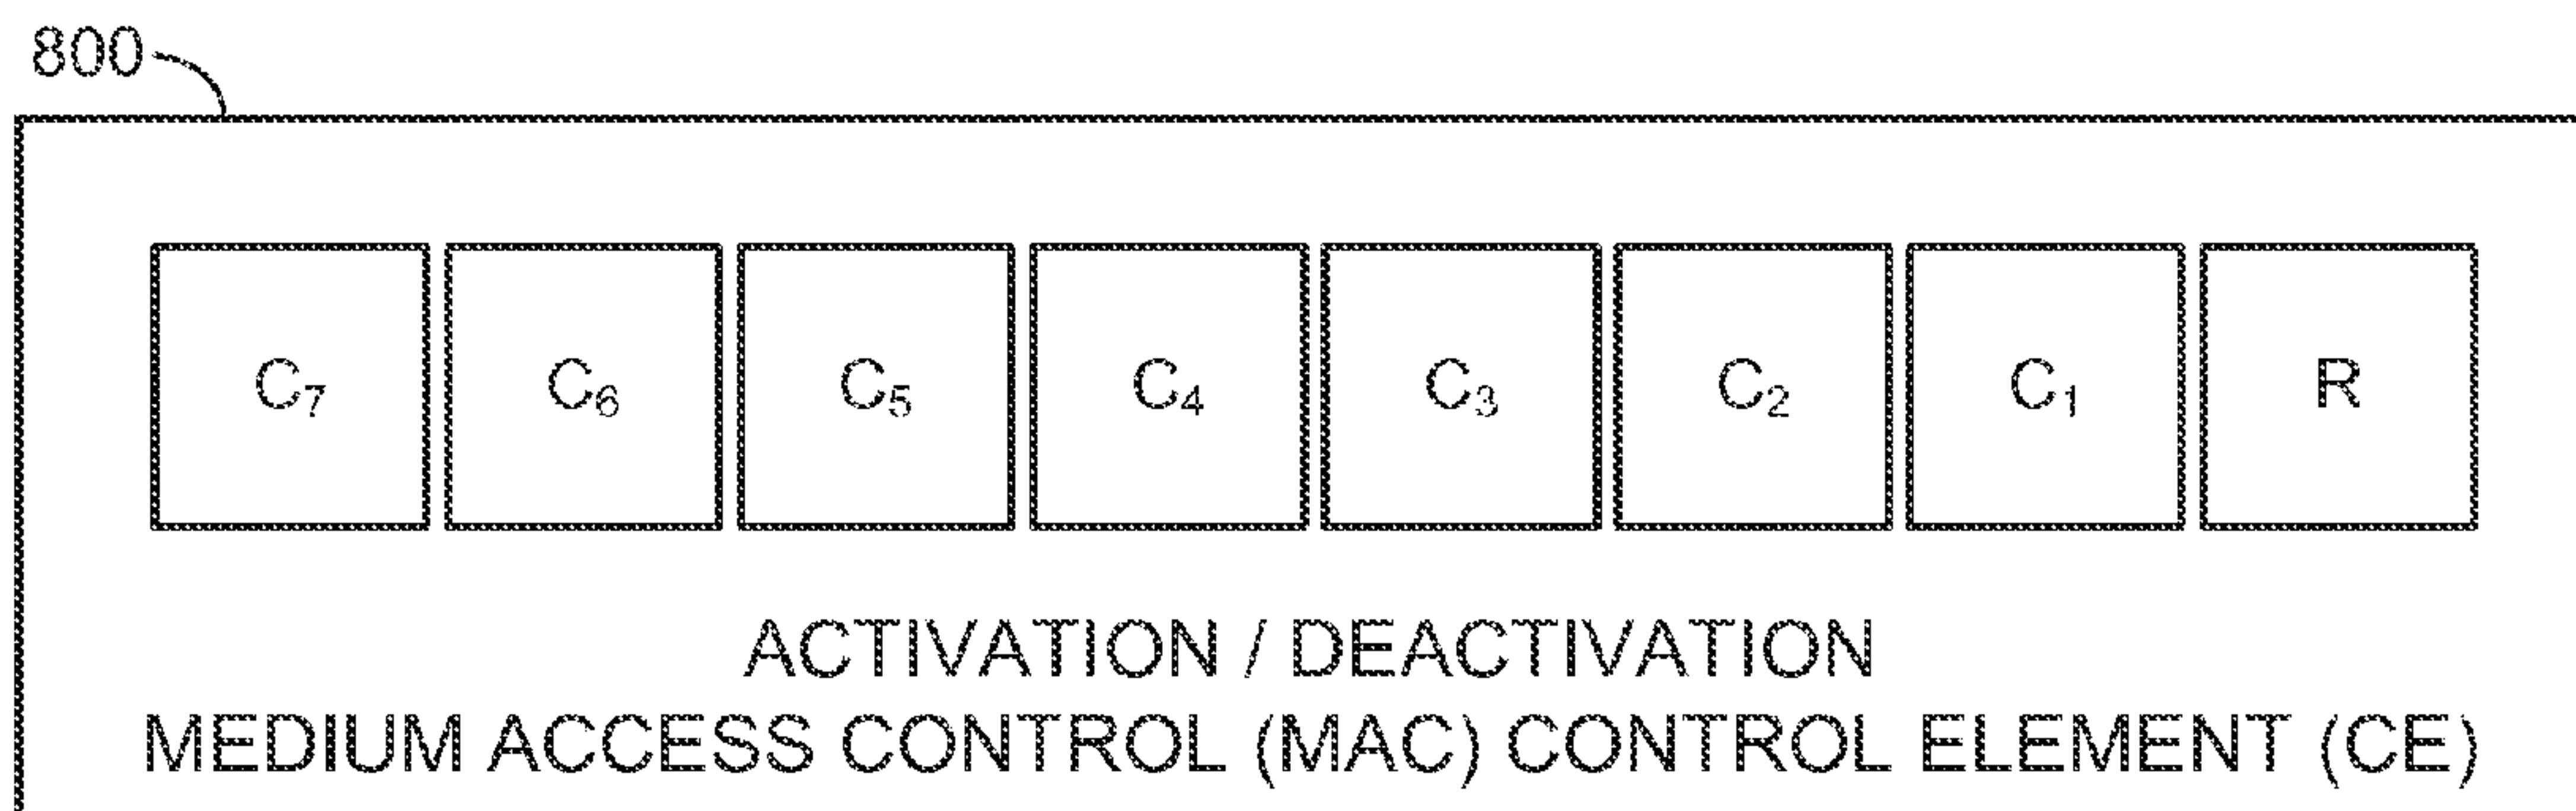 800
C₇ C₆ C₅ C₄ C₃ C₂ C₁ R
ACTIVATION / DEACTIVATION
MEDIUM ACCESS CONTROL (MAC) CONTROL ELEMENT (CE)